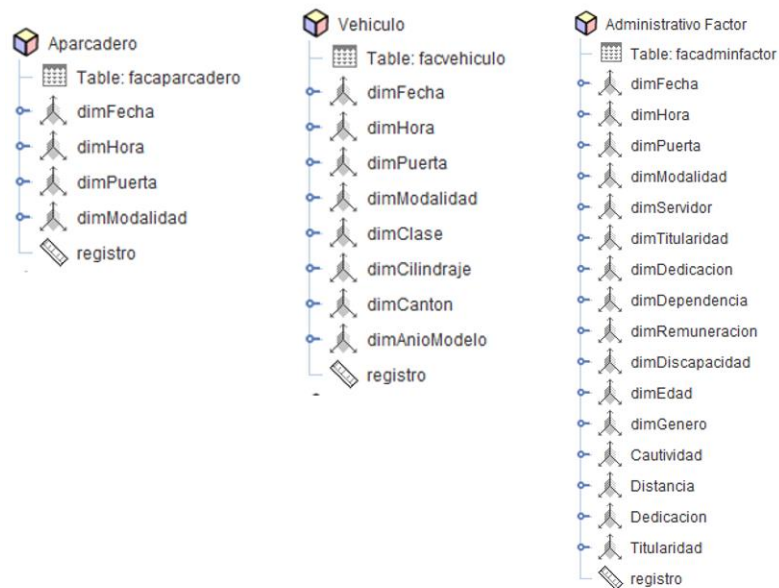 Aparcadero
Table: facaparcadero
dimFecha
dimHora
dimPuerta
dimModalidad
registro
Vehiculo
Table: facvehiculo
dimFecha
dimHora
dimPuerta
dimModalidad
dimClase
dimCilindraje
dimCanton
dimAnioModelo
registro
Administrativo Factor
Table: facadminfactor
dimFecha
dimHora
dimPuerta
dimModalidad
dimServidor
dimTitularidad
dimDedicacion
dimDependencia
dimRemuneracion
dimDiscapacidad
dimEdad
dimGenero
Cautividad
Distancia
Dedicacion
Titularidad
registro